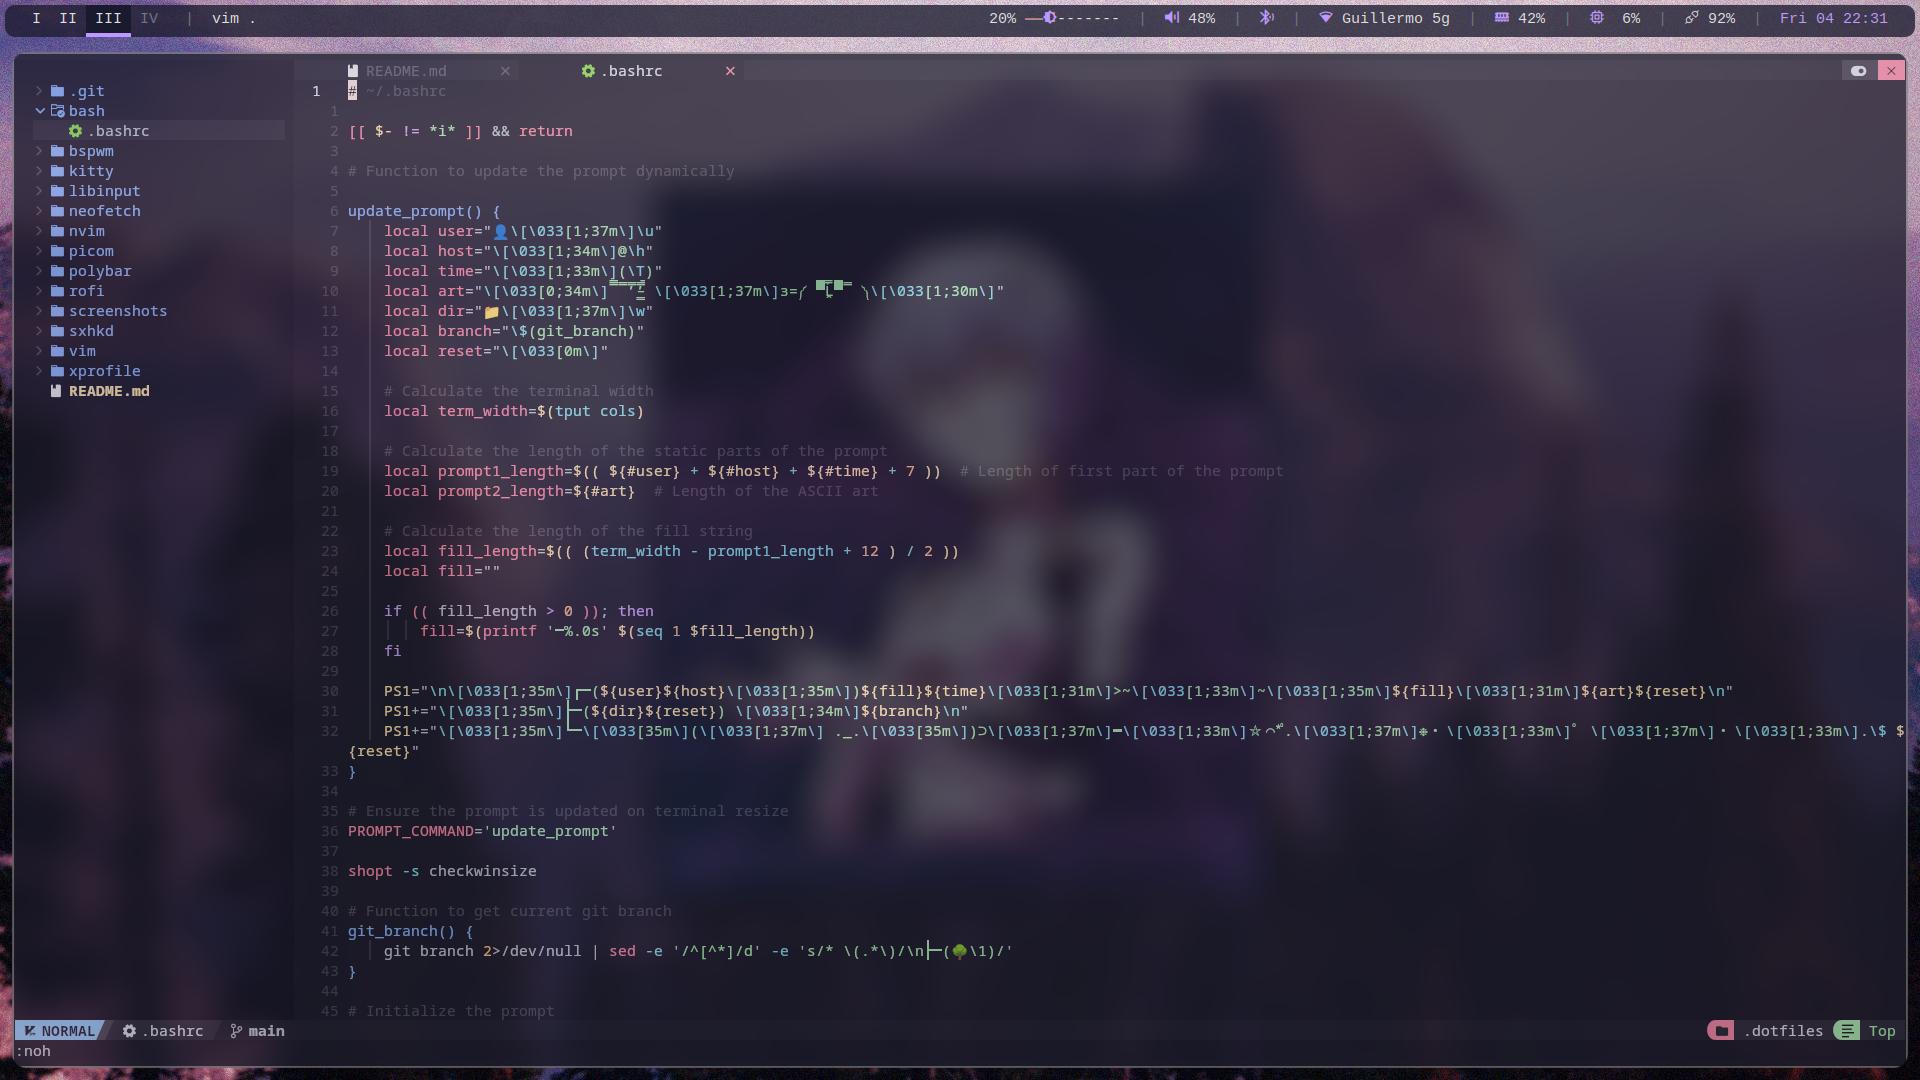 I II III IV | vim . 20% ------- | 48% | | Guillermo 5g | 42% | 6% | 92% | Fri 04 22:31
README.md × .bashrc ×
.git
bash
.bashrc
bspwm
kitty
libinput
neofetch
nvim
picom
polybar
rofi
screenshots
sxhkd
vim
xprofile
README.md
1 # ~/.bashrc
1
2 [[ $- != *i* ]] && return
3
4 # Function to update the prompt dynamically
5
6 update_prompt() {
7 local user="👤\[\033[1;37m\]\u"
8 local host="\[\033[1;34m\]@\h"
9 local time="\[\033[1;33m\](\T)"
10 local art="\[\033[0;34m\] \[\033[1;37m\]з=( \[\033[1;30m\]"
11 local dir="📁\[\033[1;37m\]\w"
12 local branch="\$(git_branch)"
13 local reset="\[\033[0m\]"
14
15 # Calculate the terminal width
16 local term_width=$(tput cols)
17
18 # Calculate the length of the static parts of the prompt
19 local prompt1_length=$(( ${#user} + ${#host} + ${#time} + 7 )) # Length of first part of the prompt
20 local prompt2_length=${#art} # Length of the ASCII art
21
22 # Calculate the length of the fill string
23 local fill_length=$(( (term_width - prompt1_length + 12 ) / 2 ))
24 local fill=""
25
26 if (( fill_length > 0 )); then
27 fill=$(printf '─%.0s' $(seq 1 $fill_length))
28 fi
29
30 PS1="\n\[\033[1;35m\]┌─(${user}${host}\[\033[1;35m\])${fill}${time}\[\033[1;31m\]>~\[\033[1;33m\]~\[\033[1;35m\]${fill}\[\033[1;31m\]${art}${reset}\n"
31 PS1+="\[\033[1;35m\]├─(${dir}${reset}) \[\033[1;34m\]${branch}\n"
32 PS1+="\[\033[1;35m\]└─\[\033[35m\](\[\033[1;37m\] ._.\[\033[35m\])⊃\[\033[1;37m\]━\[\033[1;33m\]☆⌒*.\[\033[1;37m\]❉・\[\033[1;33m\]ﾟ \[\033[1;37m\]・\[\033[1;33m\].\$ $
{reset}"
33 }
34
35 # Ensure the prompt is updated on terminal resize
36 PROMPT_COMMAND='update_prompt'
37
38 shopt -s checkwinsize
39
40 # Function to get current git branch
41 git_branch() {
42 git branch 2>/dev/null | sed -e '/^[^*]/d' -e 's/* \(.*\)/\n├─(🌳\1)/'
43 }
44
45 # Initialize the prompt
NORMAL .bashrc main .dotfiles Top
:noh